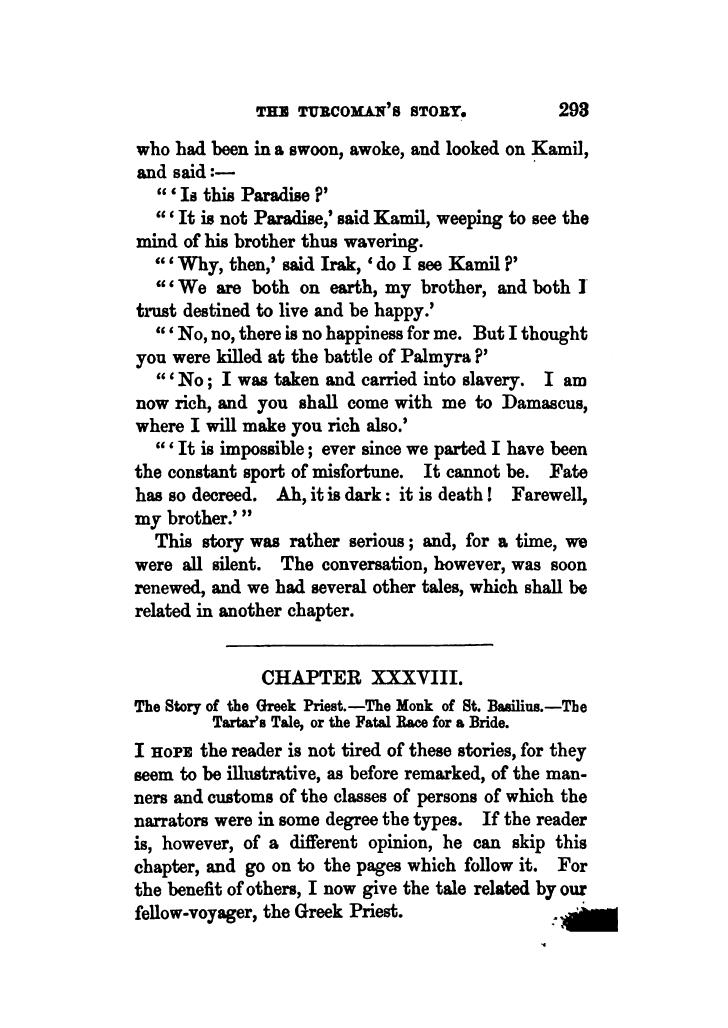 THE TURCOMAN'S STORY. 293
who had been in a swoon, awoke, and looked on Kamil,
and said:—
"'Is this Paradise?'
"'It is not Paradise,' said Kamil, weeping to see the
mind of his brother thus wavering.
"'Why, then,' said Irak, 'do I see Kamil?'
"'We are both on earth, my brother, and both I
trust destined to live and be happy.'
"'No, no, there is no happiness for me. But I thought
you were killed at the battle of Palmyra?'
"'No; I was taken and carried into slavery. I am
now rich, and you shall come with me to Damascus,
where I will make you rich also.'
"'It is impossible; ever since we parted I have been
the constant sport of misfortune. It cannot be. Fate
has so decreed. Ah, it is dark: it is death! Farewell,
my brother.'"
This story was rather serious; and, for a time, we
were all silent. The conversation, however, was soon
renewed, and we had several other tales, which shall be
related in another chapter.
CHAPTER XXXVIII.
The Story of the Greek Priest.—The Monk of St. Basilius.—The
Tartar's Tale, or the Fatal Race for a Bride.
I HOPE the reader is not tired of these stories, for they
seem to be illustrative, as before remarked, of the man-
ners and customs of the classes of persons of which the
narrators were in some degree the types. If the reader
is, however, of a different opinion, he can skip this
chapter, and go on to the pages which follow it. For
the benefit of others, I now give the tale related by our
fellow-voyager, the Greek Priest.